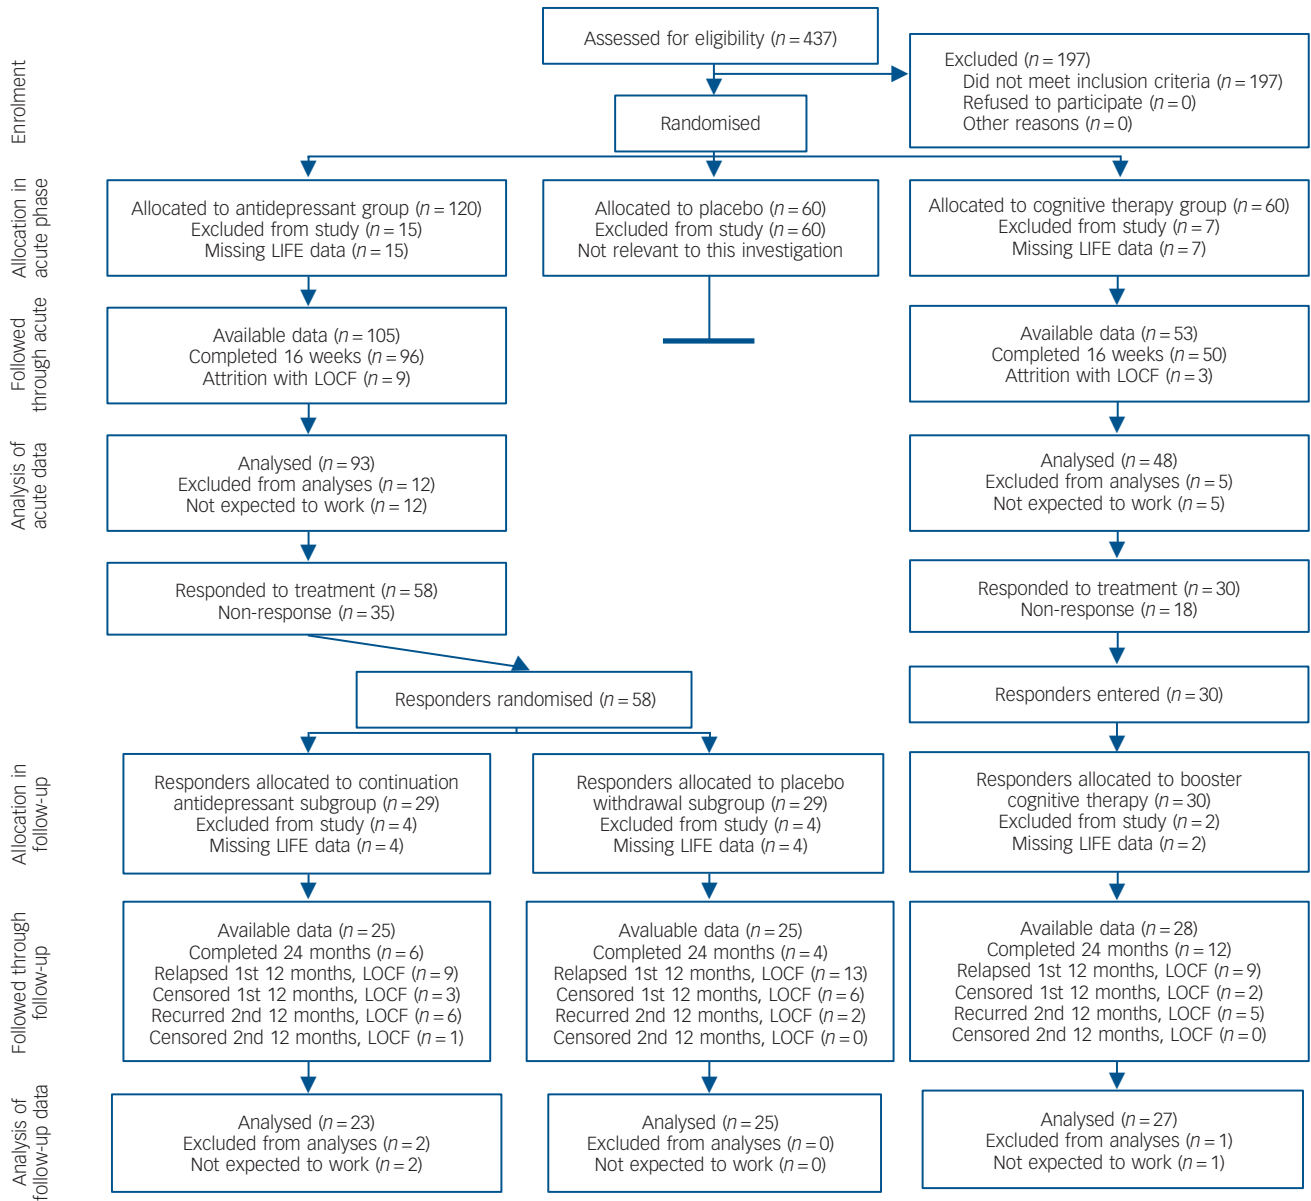 Assessed for eligibility (n = 437)
Excluded (n = 197)
Did not meet inclusion criteria (n = 197)
Refused to participate (n = 0)
Other reasons (n = 0)
Enrolment
Randomised
Allocation in
acute phase
Allocated to antidepressant group (n = 120)
Excluded from study (n = 15)
Missing LIFE data (n = 15)
Allocated to placebo (n = 60)
Excluded from study (n = 60)
Not relevant to this investigation
Allocated to cognitive therapy group (n = 60)
Excluded from study (n = 7)
Missing LIFE data (n = 7)
Followed
through acute
Available data (n = 105)
Completed 16 weeks (n = 96)
Attrition with LOCF (n = 9)
Available data (n = 53)
Completed 16 weeks (n = 50)
Attrition with LOCF (n = 3)
Analysis of
acute data
Analysed (n = 93)
Excluded from analyses (n = 12)
Not expected to work (n = 12)
Analysed (n = 48)
Excluded from analyses (n = 5)
Not expected to work (n = 5)
Responded to treatment (n = 58)
Non-response (n = 35)
Responded to treatment (n = 30)
Non-response (n = 18)
Responders randomised (n = 58)
Responders entered (n = 30)
Allocation in
follow-up
Responders allocated to continuation
antidepressant subgroup (n = 29)
Excluded from study (n = 4)
Missing LIFE data (n = 4)
Responders allocated to placebo
withdrawal subgroup (n = 29)
Excluded from study (n = 4)
Missing LIFE data (n = 4)
Responders allocated to booster
cognitive therapy (n = 30)
Excluded from study (n = 2)
Missing LIFE data (n = 2)
Followed through
follow-up
Available data (n = 25)
Completed 24 months (n = 6)
Relapsed 1st 12 months, LOCF (n = 9)
Censored 1st 12 months, LOCF (n = 3)
Recurred 2nd 12 months, LOCF (n = 6)
Censored 2nd 12 months, LOCF (n = 1)
Avaluable data (n = 25)
Completed 24 months (n = 4)
Relapsed 1st 12 months, LOCF (n = 13)
Censored 1st 12 months, LOCF (n = 6)
Recurred 2nd 12 months, LOCF (n = 2)
Censored 2nd 12 months, LOCF (n = 0)
Available data (n = 28)
Completed 24 months (n = 12)
Relapsed 1st 12 months, LOCF (n = 9)
Censored 1st 12 months, LOCF (n = 2)
Recurred 2nd 12 months, LOCF (n = 5)
Censored 2nd 12 months, LOCF (n = 0)
Analysis of
follow-up data
Analysed (n = 23)
Excluded from analyses (n = 2)
Not expected to work (n = 2)
Analysed (n = 25)
Excluded from analyses (n = 0)
Not expected to work (n = 0)
Analysed (n = 27)
Excluded from analyses (n = 1)
Not expected to work (n = 1)